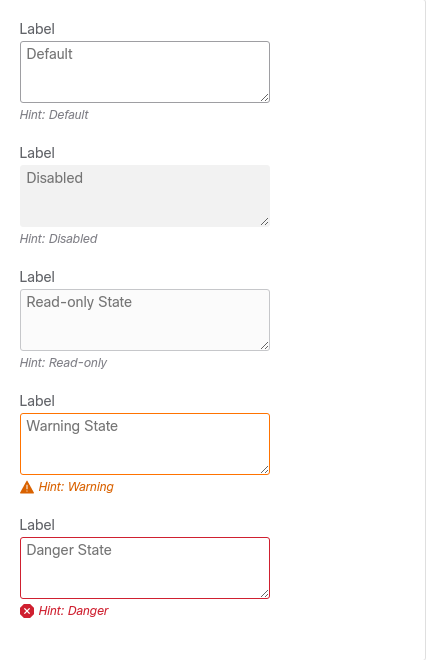 Label
Default
Hint: Default
Label
Disabled
Hint: Disabled
Label
Read-only State
Hint: Read-only
Label
Warning State
Hint: Warning
Label
Danger State
Hint: Danger